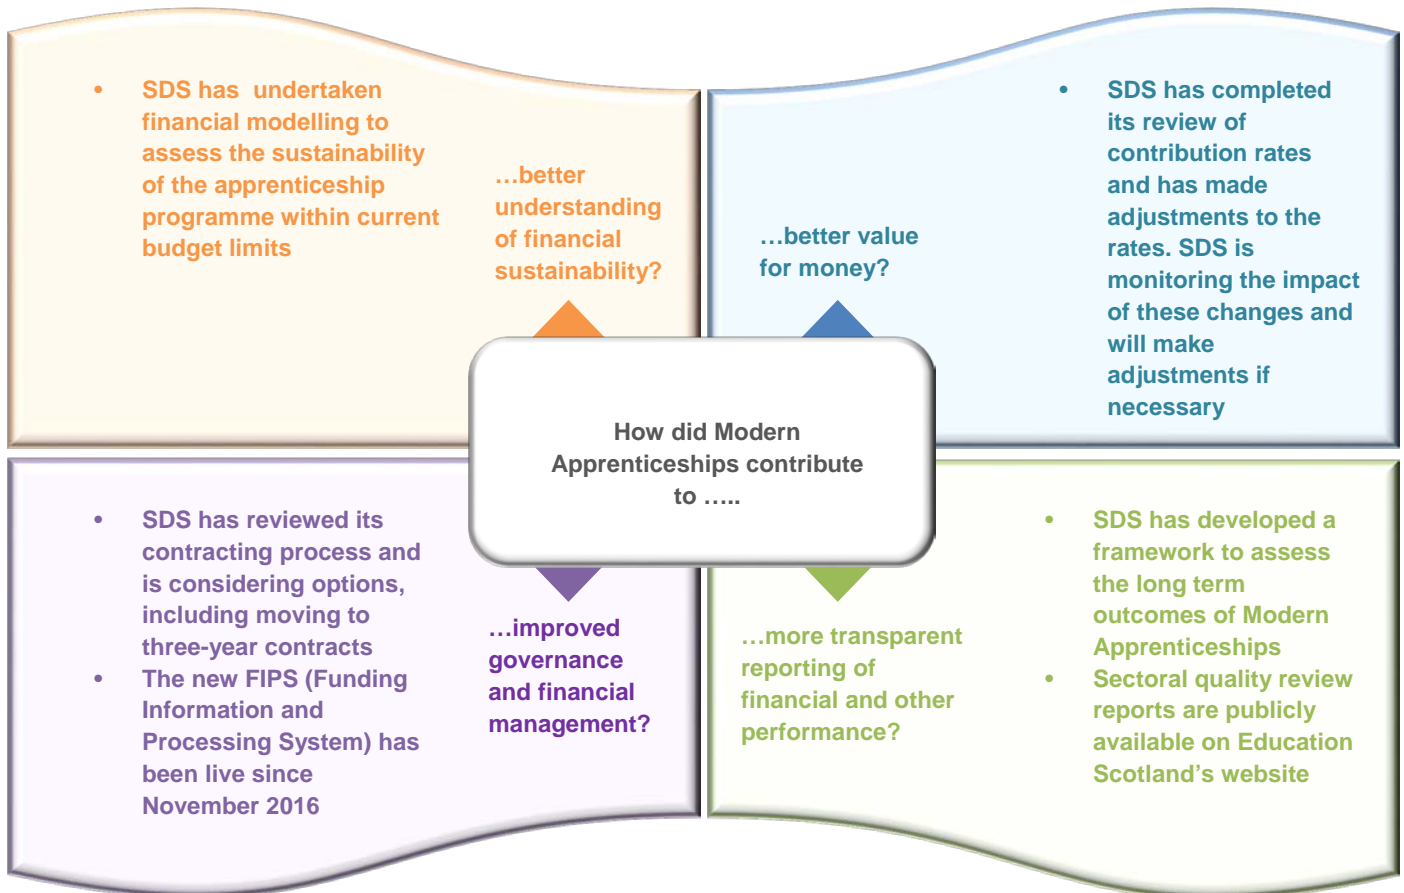 • SDS has undertaken
financial modelling to
assess the sustainability
of the apprenticeship
programme within current
budget limits
…better
understanding
of financial
sustainability?
…better value
for money?
• SDS has completed
its review of
contribution rates
and has made
adjustments to the
rates. SDS is
monitoring the impact
of these changes and
will make
adjustments if
necessary
How did Modern
Apprenticeships contribute
to …..
• SDS has reviewed its
contracting process and
is considering options,
including moving to
three-year contracts
• The new FIPS (Funding
Information and
Processing System) has
been live since
November 2016
…improved
governance
and financial
management?
…more transparent
reporting of
financial and other
performance?
• SDS has developed a
framework to assess
the long term
outcomes of Modern
Apprenticeships
• Sectoral quality review
reports are publicly
available on Education
Scotland’s website